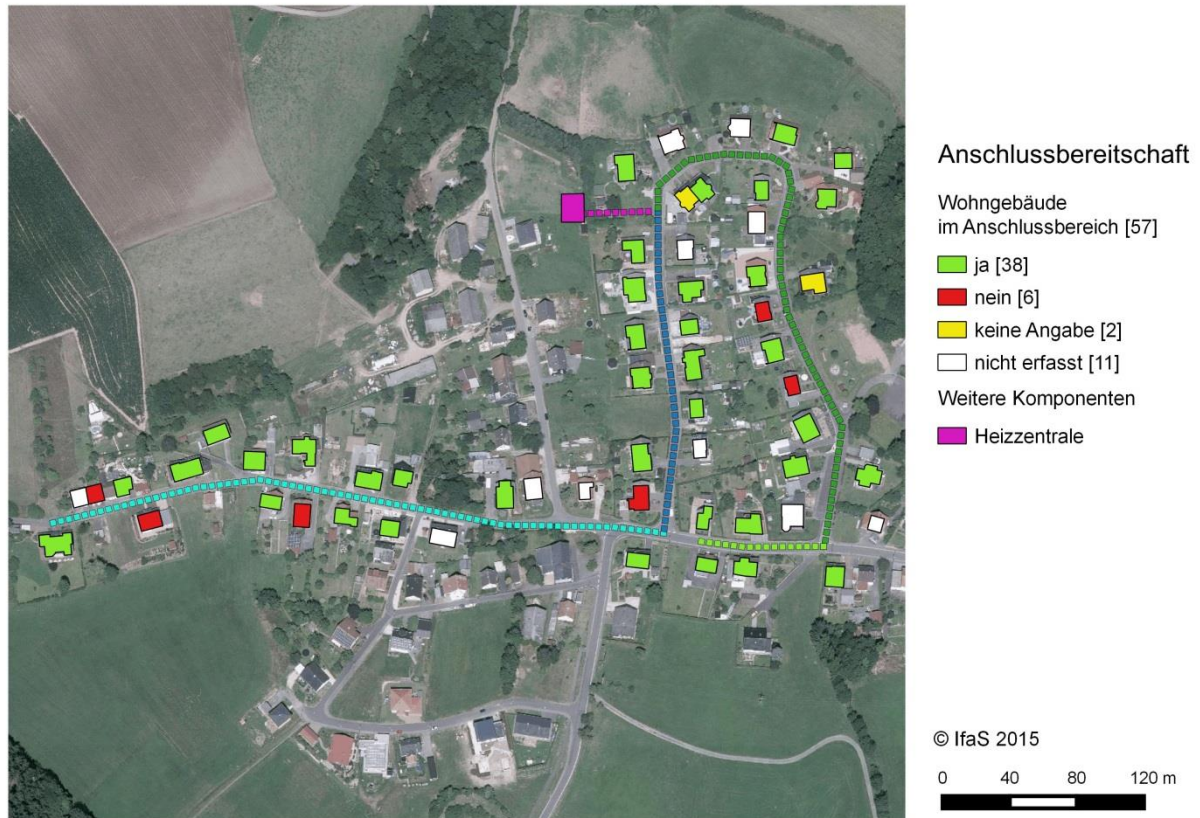 Anschlussbereitschaft
Wohngebäude
im Anschlussbereich [57]
ja [38]
nein [6]
keine Angabe [2]
nicht erfasst [11]
Weitere Komponenten
Heizzentrale
© IfaS 2015
0 40 80 120 m